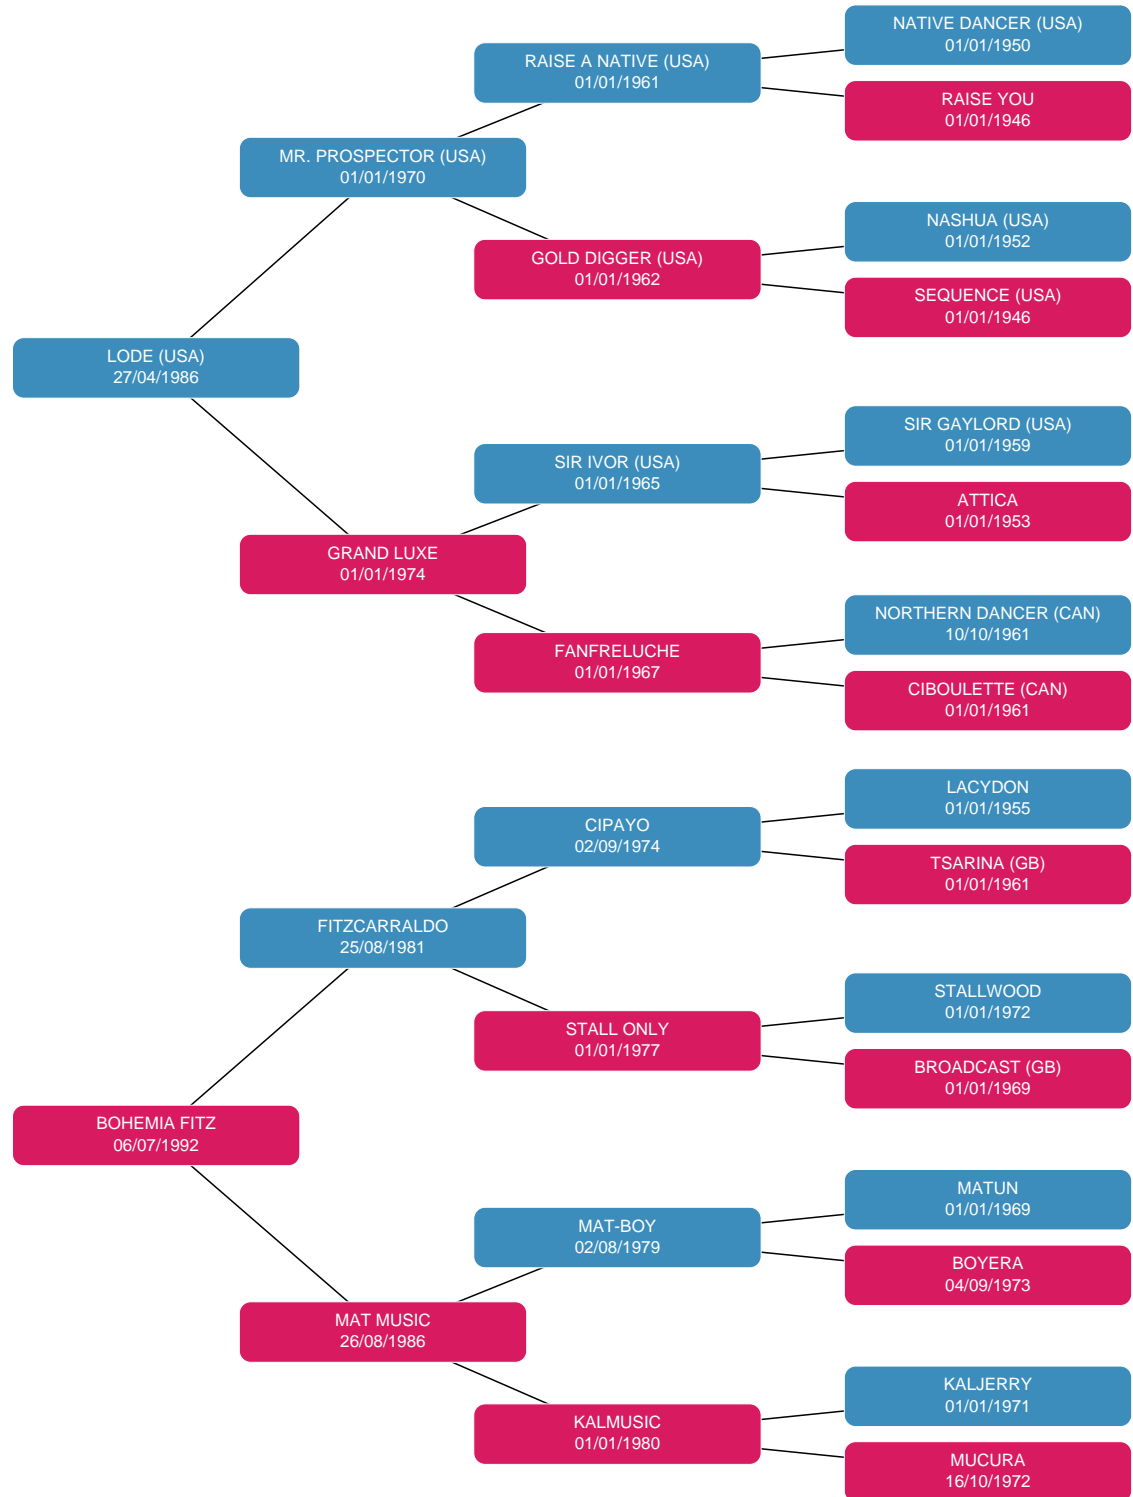 NATIVE DANCER (USA)
01/01/1950
RAISE A NATIVE (USA)
01/01/1961
RAISE YOU
01/01/1946
MR. PROSPECTOR (USA)
01/01/1970
NASHUA (USA)
01/01/1952
GOLD DIGGER (USA)
01/01/1962
SEQUENCE (USA)
01/01/1946
LODE (USA)
27/04/1986
SIR GAYLORD (USA)
01/01/1959
SIR IVOR (USA)
01/01/1965
ATTICA
01/01/1953
GRAND LUXE
01/01/1974
NORTHERN DANCER (CAN)
10/10/1961
FANFRELUCHE
01/01/1967
CIBOULETTE (CAN)
01/01/1961
LACYDON
01/01/1955
CIPAYO
02/09/1974
TSARINA (GB)
01/01/1961
FITZCARRALDO
25/08/1981
STALLWOOD
01/01/1972
STALL ONLY
01/01/1977
BROADCAST (GB)
01/01/1969
BOHEMIA FITZ
06/07/1992
MATUN
01/01/1969
MAT-BOY
02/08/1979
BOYERA
04/09/1973
MAT MUSIC
26/08/1986
KALJERRY
01/01/1971
KALMUSIC
01/01/1980
MUCURA
16/10/1972